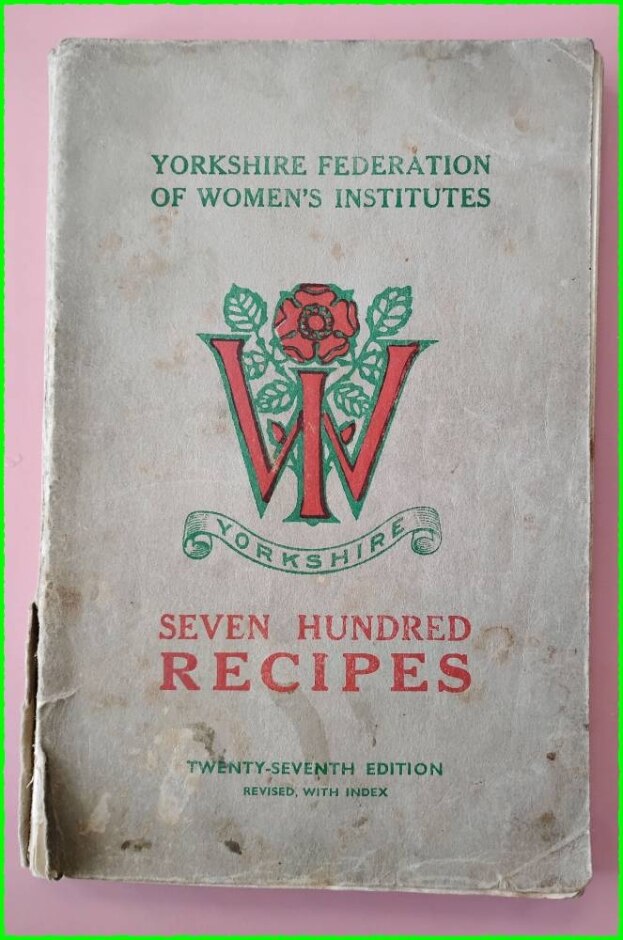 YORKSHIRE FEDERATION
OF WOMEN'S INSTITUTES
WI
YORKSHIRE
SEVEN HUNDRED
RECIPES
TWENTY-SEVENTH EDITION
REVISED, WITH INDEX